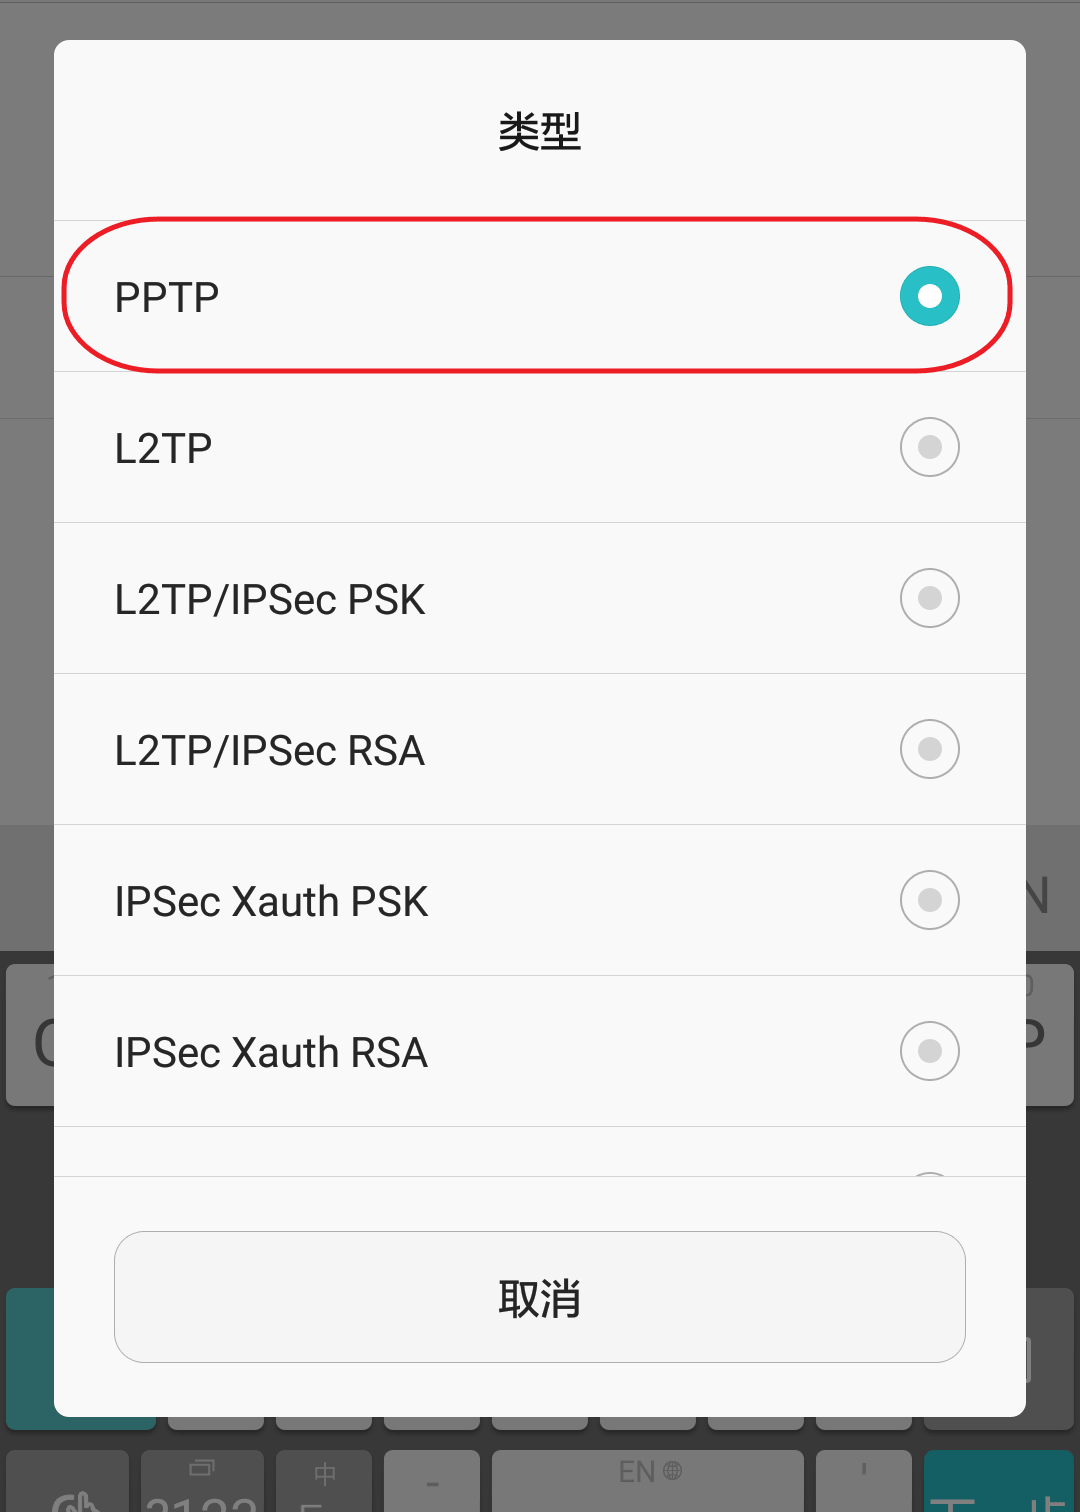 类型
PPTP
L2TP
L2TP/IPSec PSK
L2TP/IPSec RSA
IPSec Xauth PSK
IPSec Xauth RSA
取消
N
P
中
EN